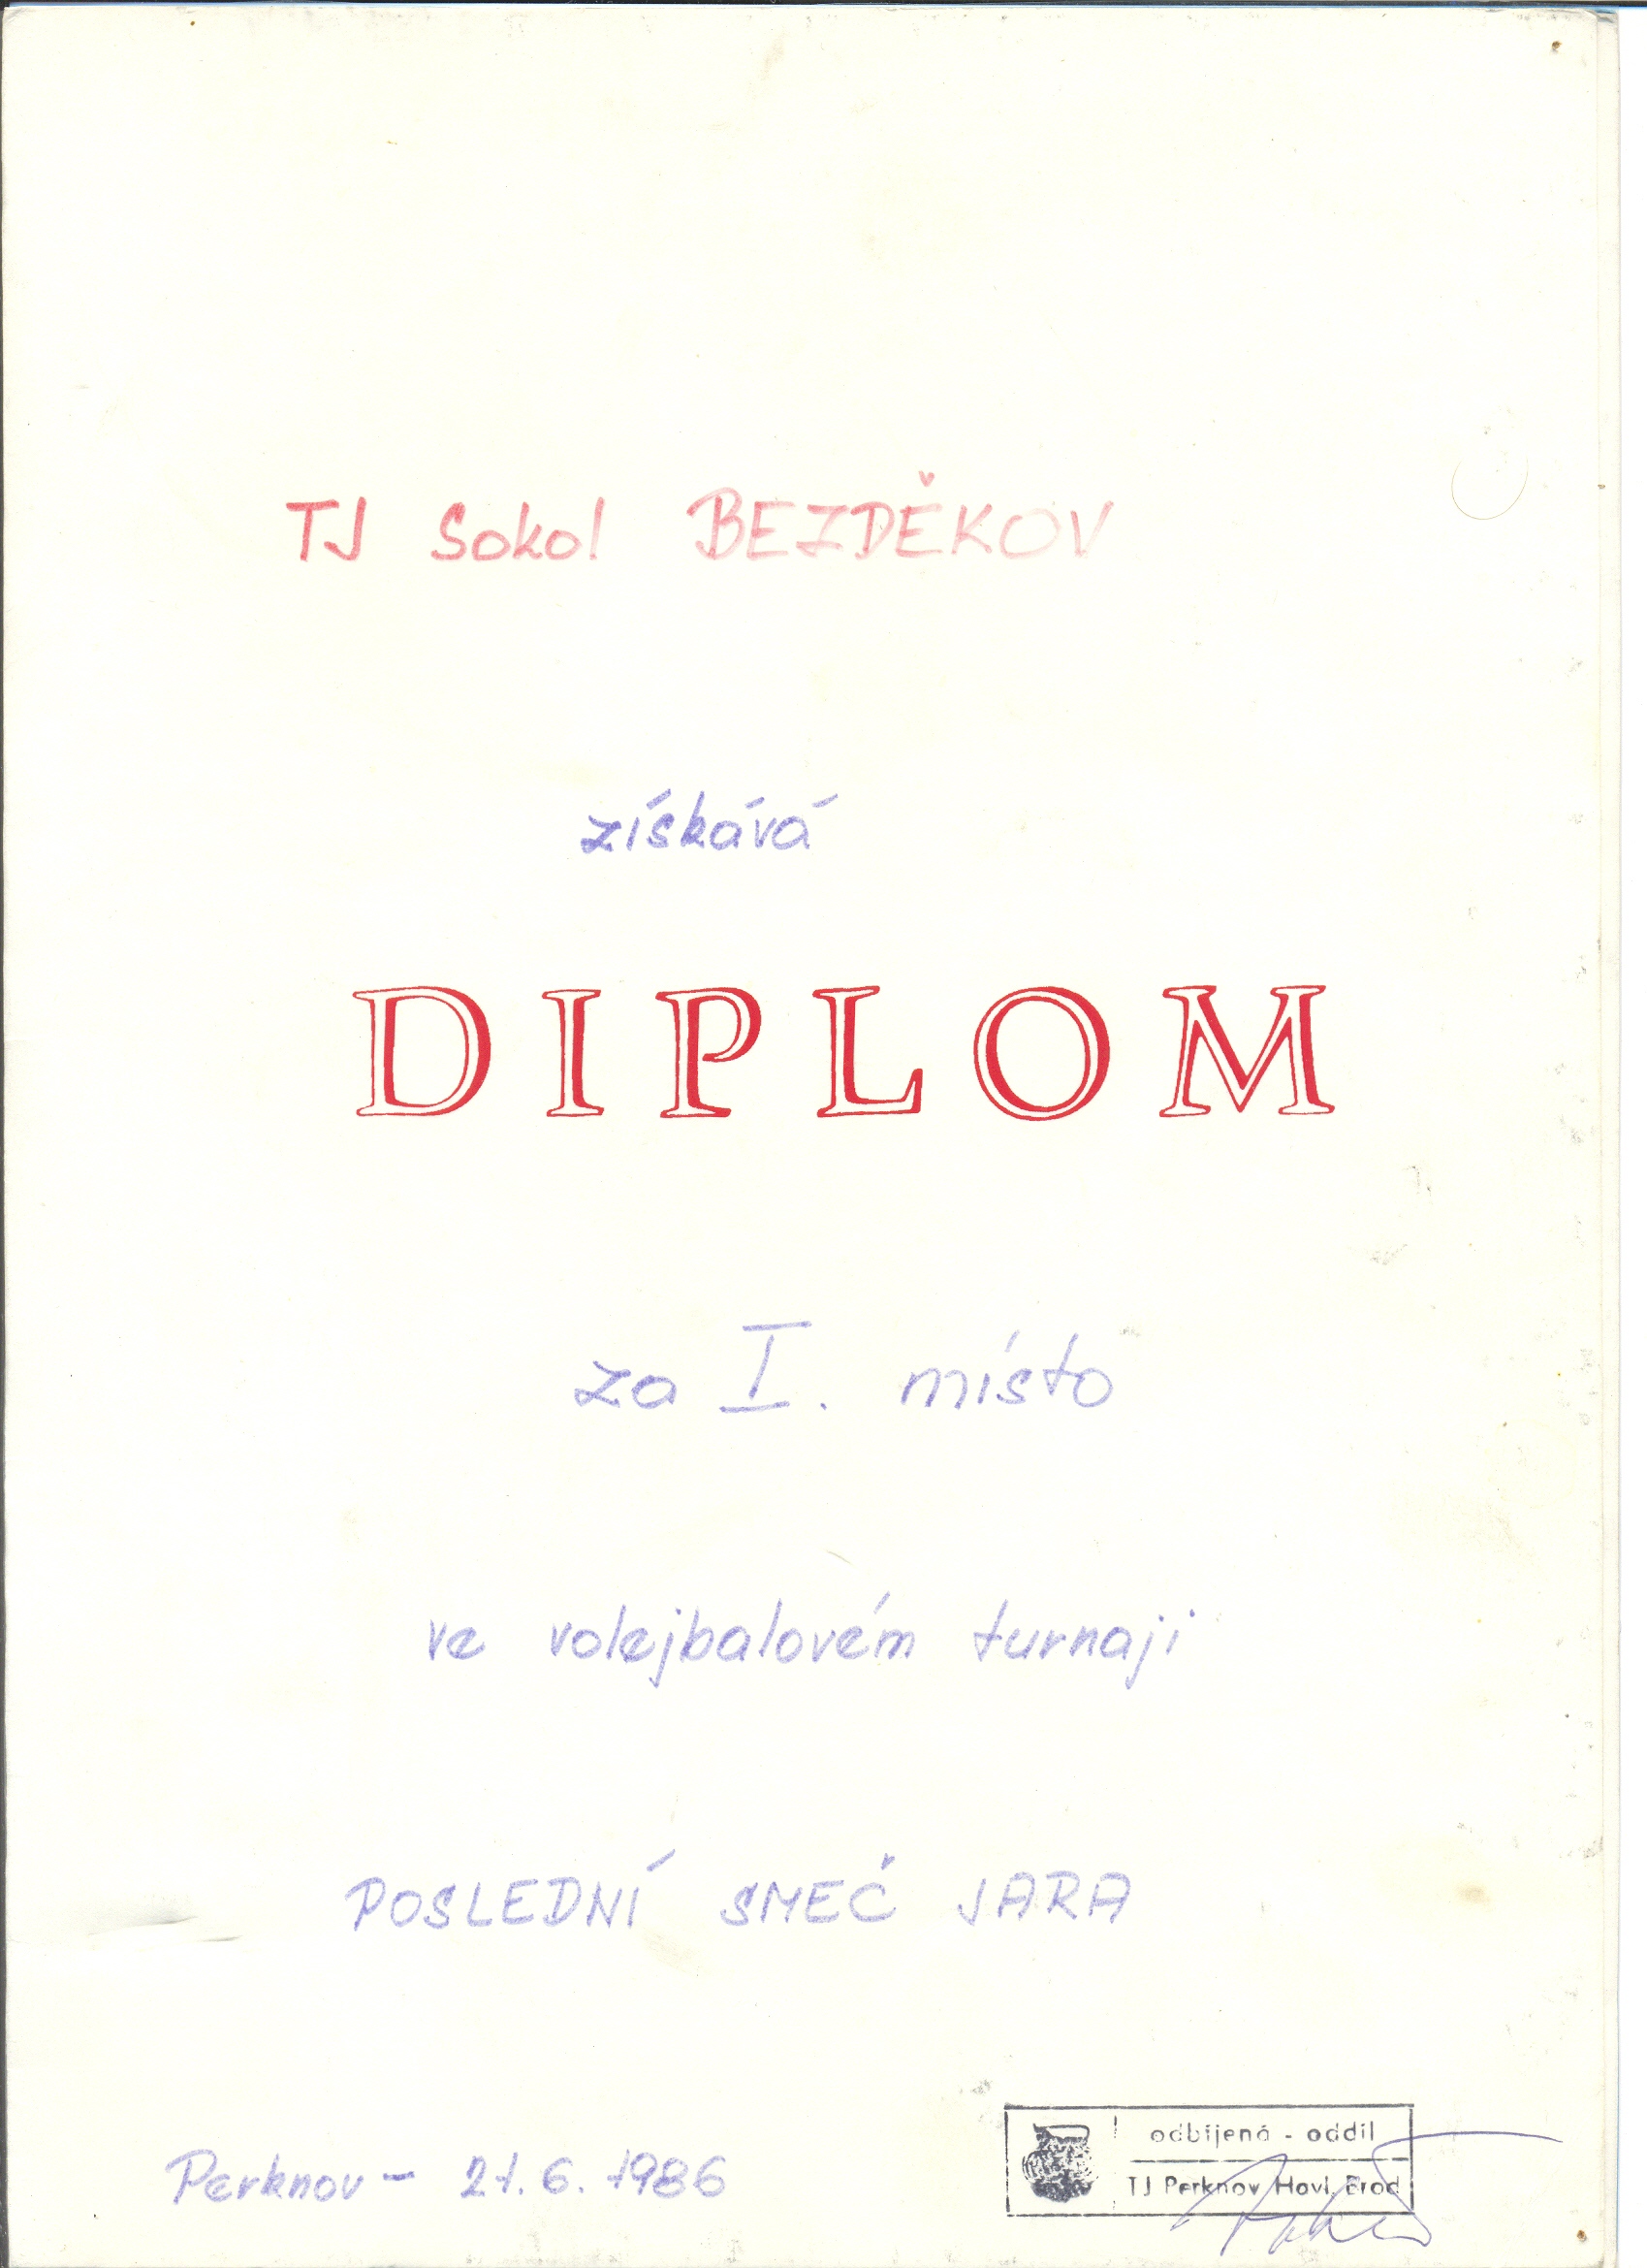 TJ Sokol BEZDĚKOV
získává
DIPLOM
za I. místo
ve volejbalovém turnaji
POSLEDNÍ SMEČ JARA
Perknov - 21. 6. 1986
odbíjená - oddíl
TJ Perknov Havl. Brod